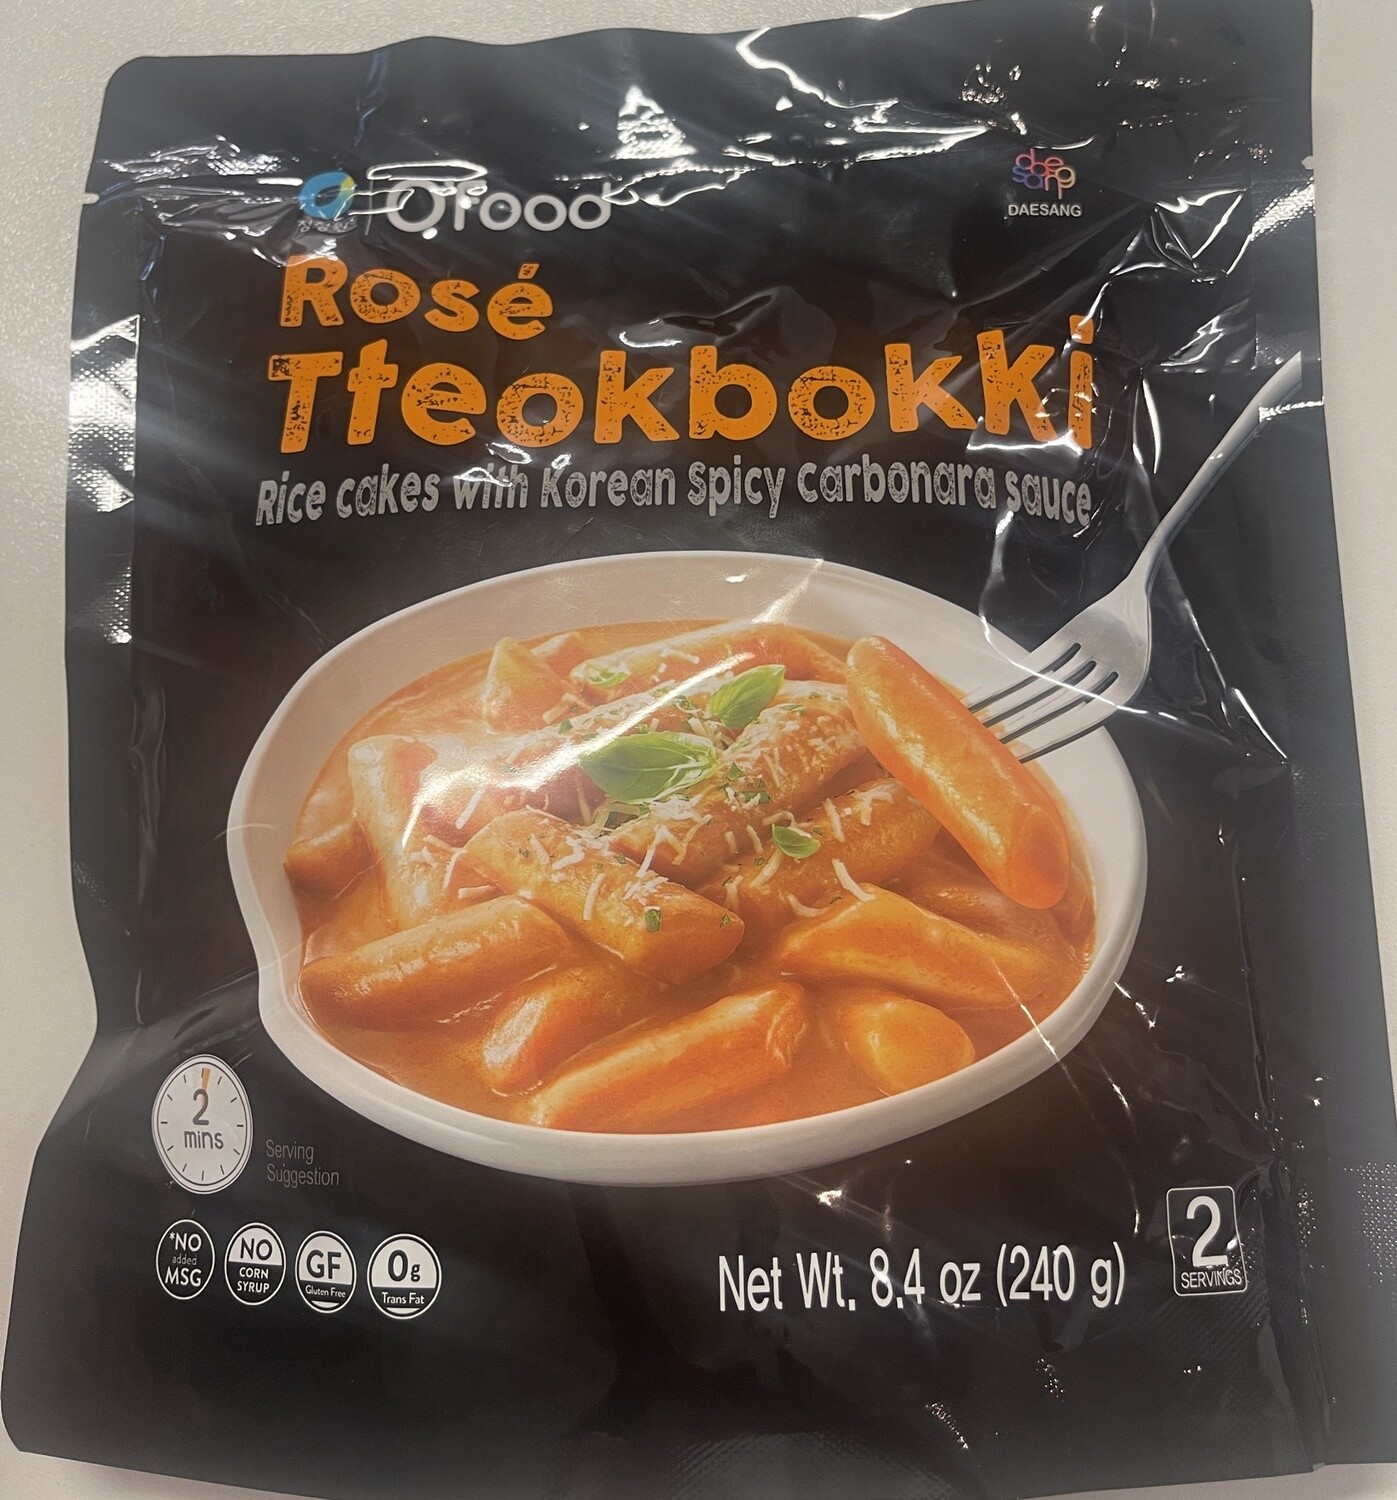 O'food
DAESANG
Rosé
Tteokbokki
Rice cakes with Korean Spicy carbonara sauce
2
mins
Serving
Suggestion
*NO
added
MSG
NO
CORN
SYRUP
GF
Gluten Free
0g
Trans Fat
Net Wt. 8.4 oz (240 g)
2
SERVINGS